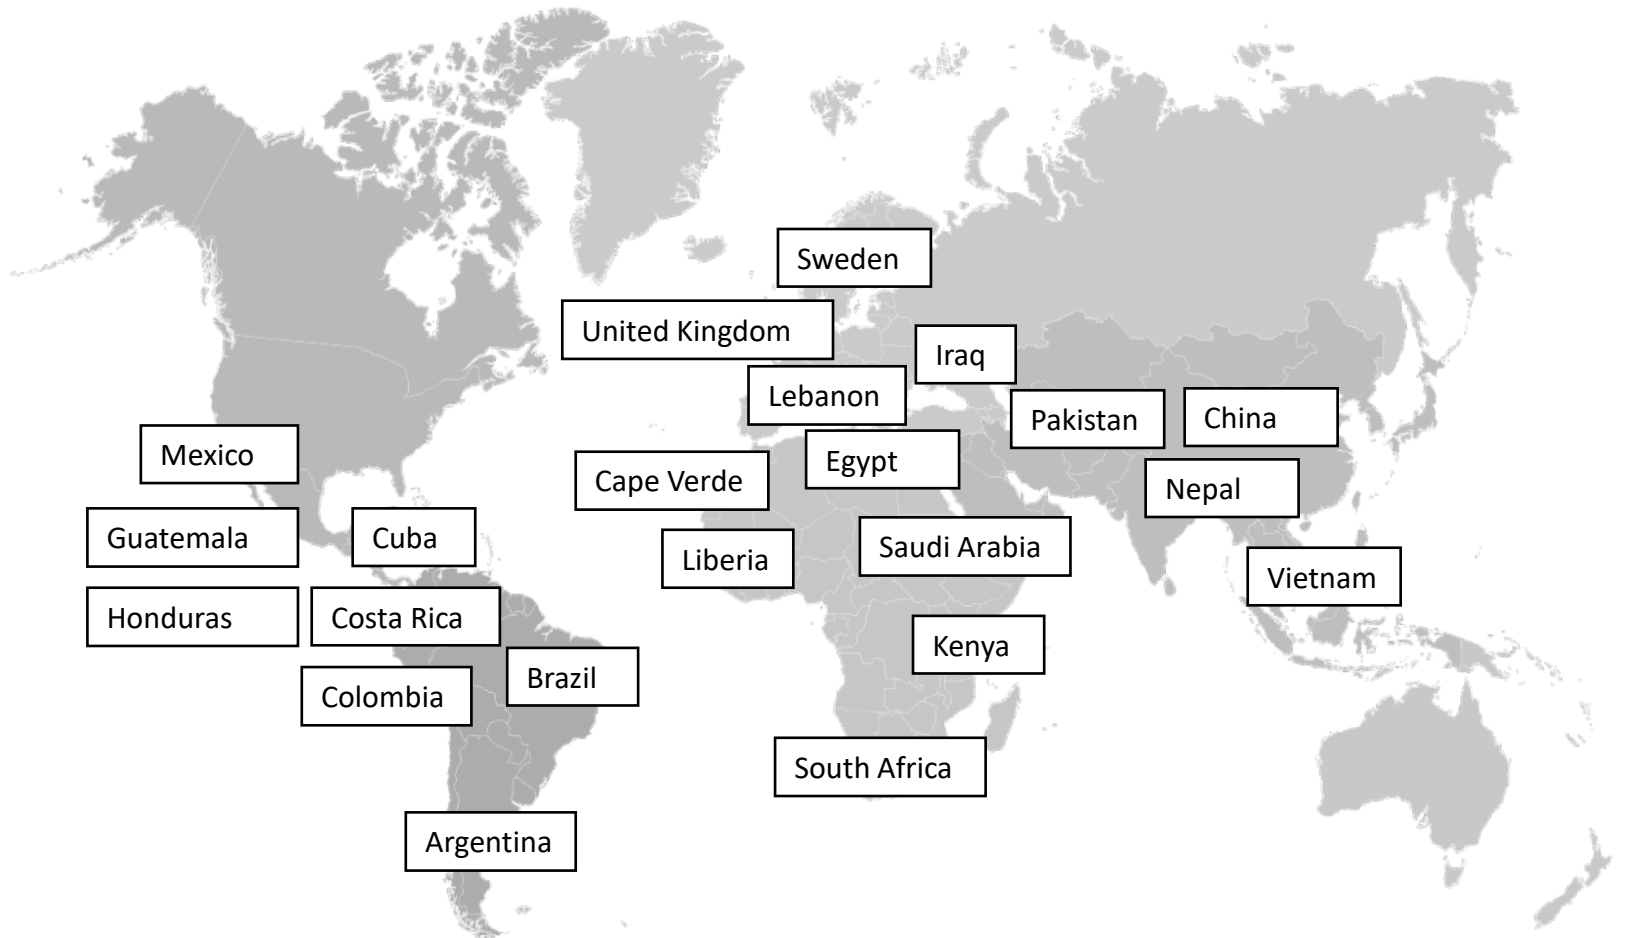 Sweden
United Kingdom
Iraq
Lebanon
Pakistan
China
Mexico
Egypt
Cape Verde
Nepal
Guatemala
Cuba
Saudi Arabia
Liberia
Vietnam
Honduras
Costa Rica
Kenya
Brazil
Colombia
South Africa
Argentina